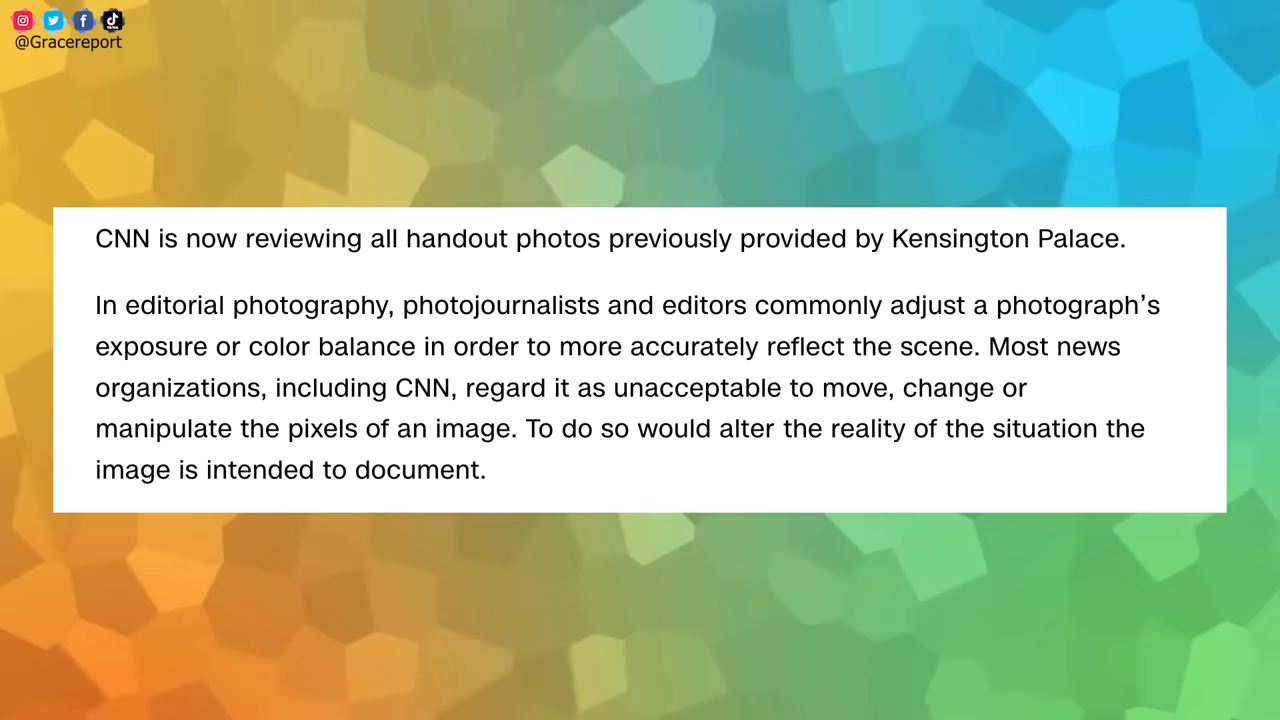 @Gracereport
CNN is now reviewing all handout photos previously provided by Kensington Palace.
In editorial photography, photojournalists and editors commonly adjust a photograph’s
exposure or color balance in order to more accurately reflect the scene. Most news
organizations, including CNN, regard it as unacceptable to move, change or
manipulate the pixels of an image. To do so would alter the reality of the situation the
image is intended to document.